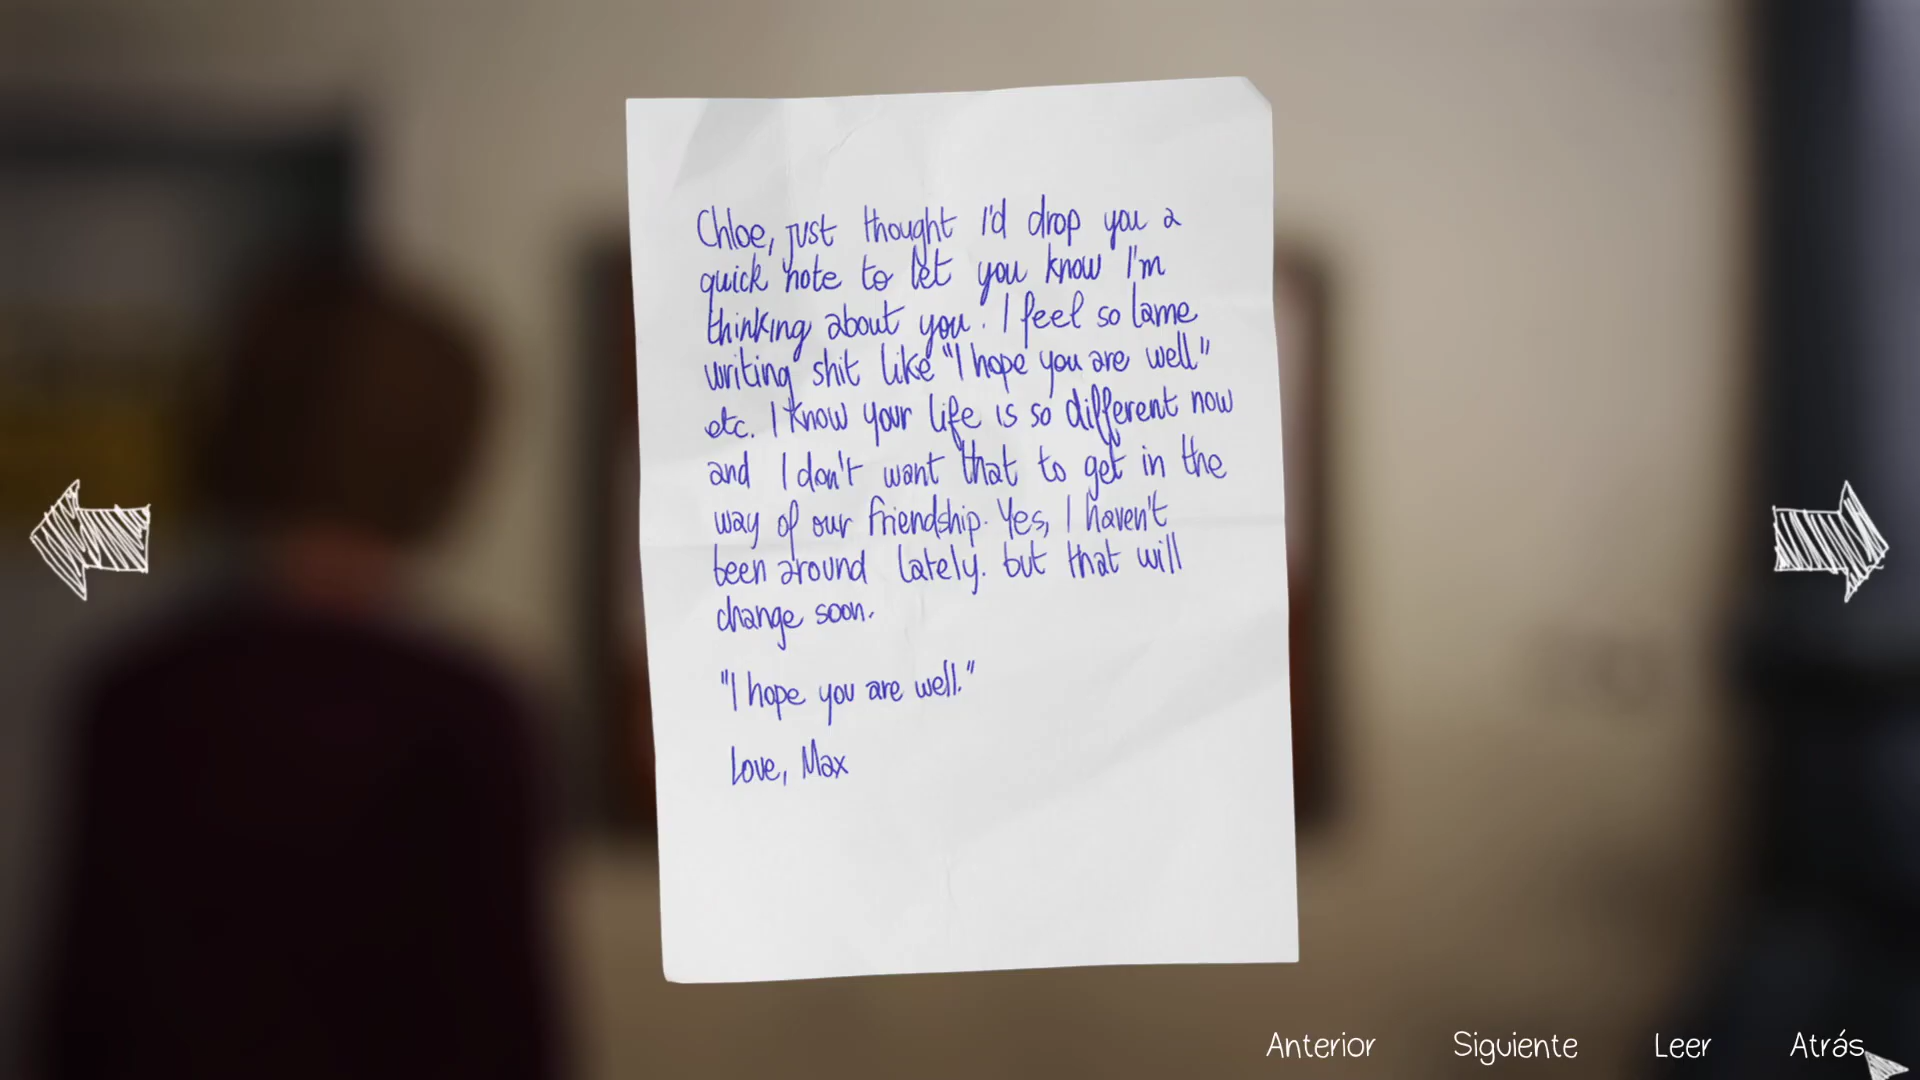 Chloe, just thought I'd drop you a
quick note to let you know I'm
thinking about you. I feel so lame
writing shit like "I hope you are well"
etc. I know your life is so different now
and I don't want that to get in the
way of our friendship. Yes, I haven't
been around lately. but that will
change soon.
"I hope you are well."
Love, Max
Anterior Siguiente Leer Atrás